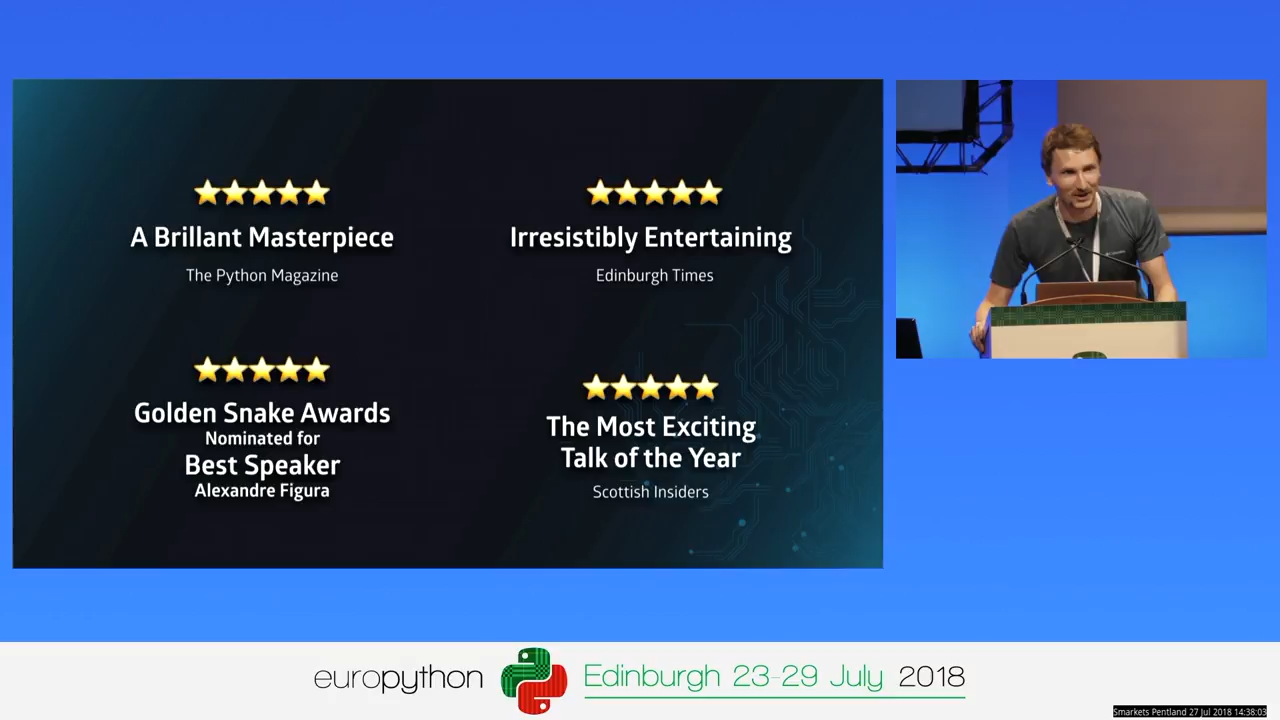 A Brillant Masterpiece
The Python Magazine
Irresistibly Entertaining
Edinburgh Times
Golden Snake Awards
Nominated for
Best Speaker
Alexandre Figura
The Most Exciting
Talk of the Year
Scottish Insiders
europython
Edinburgh 23-29 July 2018
Smarkets Pentland 27 Jul 2018 14:38:03